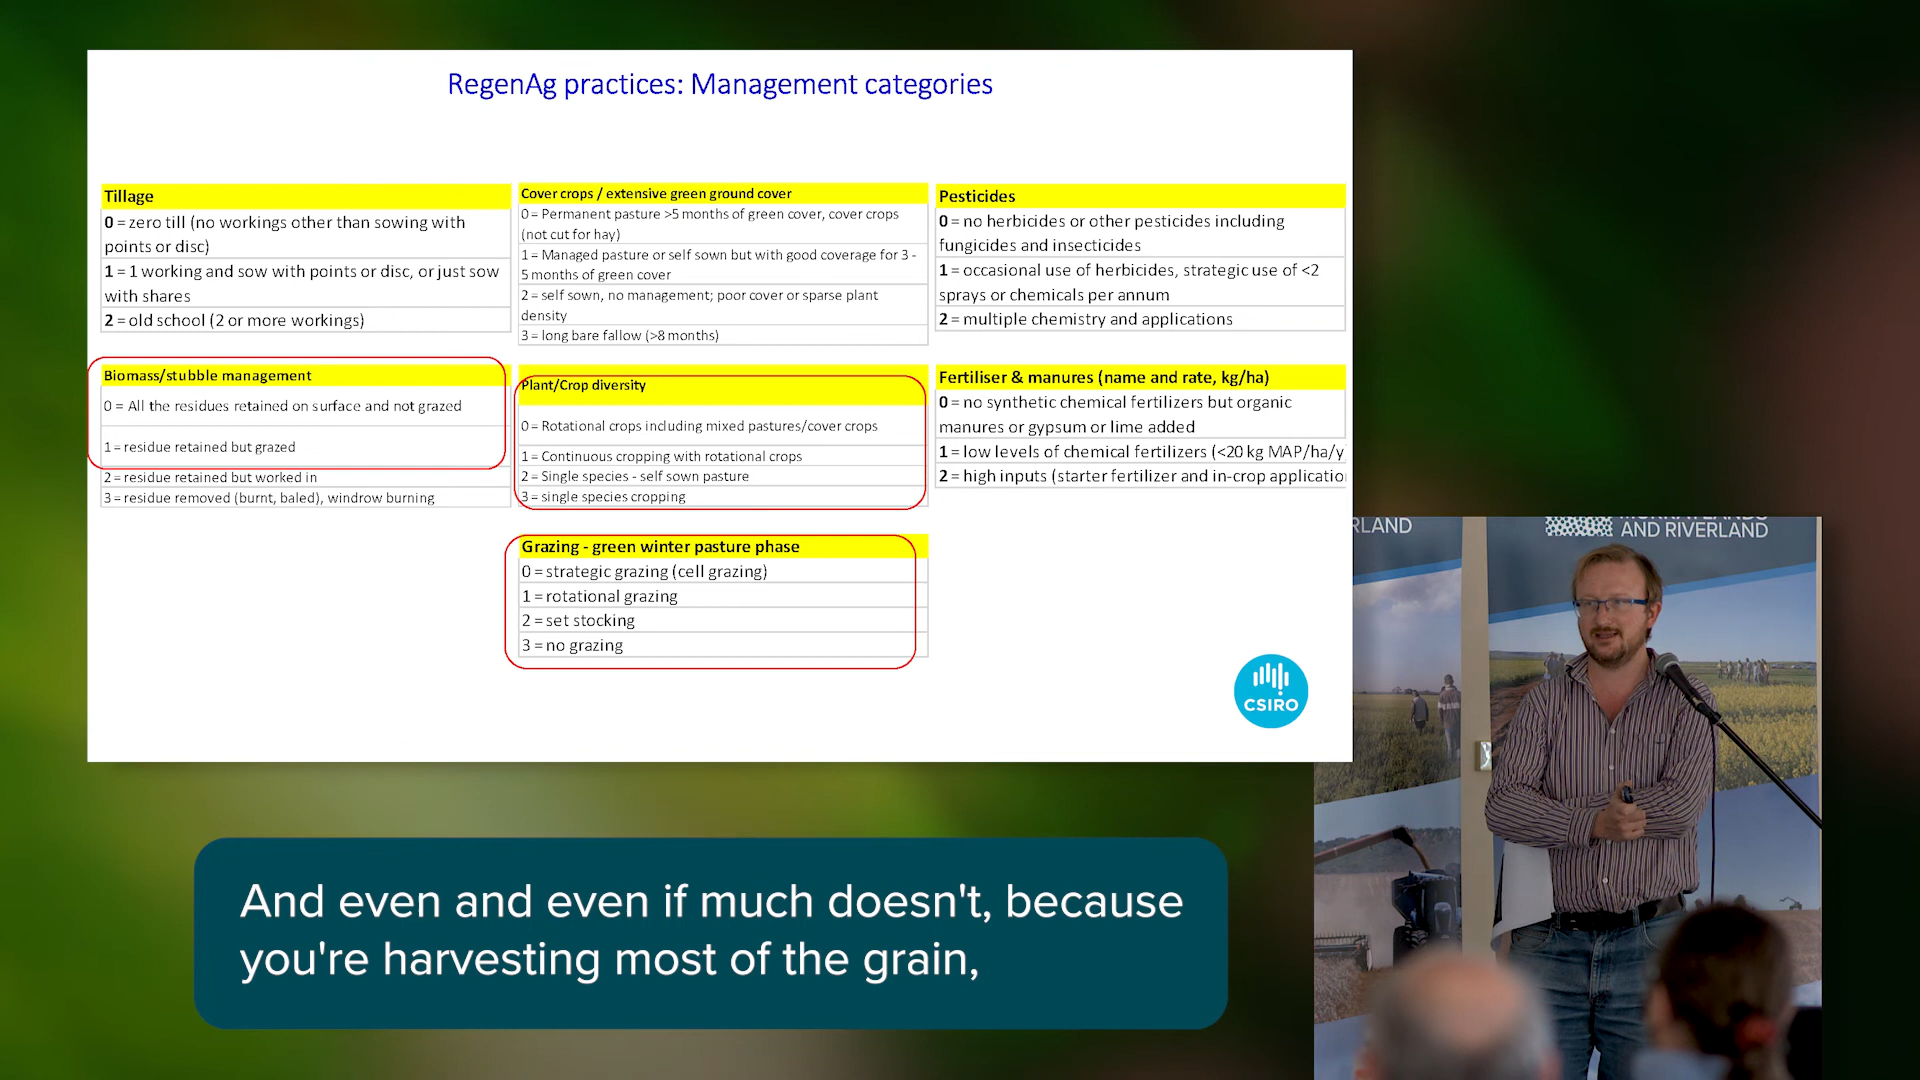 RegenAg practices: Management categories
Tillage
0 = zero till (no workings other than sowing with
points or disc)
1 = 1 working and sow with points or disc, or just sow
with shares
2 = old school (2 or more workings)
Cover crops / extensive green ground cover
0 = Permanent pasture >5 months of green cover, cover crops
(not cut for hay)
1 = Managed pasture or self sown but with good coverage for 3 -
5 months of green cover
2 = self sown, no management; poor cover or sparse plant
density
3 = long bare fallow (>8 months)
Pesticides
0 = no herbicides or other pesticides including
fungicides and insecticides
1 = occasional use of herbicides, strategic use of <2
sprays or chemicals per annum
2 = multiple chemistry and applications
Biomass/stubble management
0 = All the residues retained on surface and not grazed
1 = residue retained but grazed
2 = residue retained but worked in
3 = residue removed (burnt, baled), windrow burning
Plant/Crop diversity
0 = Rotational crops including mixed pastures/cover crops
1 = Continuous cropping with rotational crops
2 = Single species - self sown pasture
3 = single species cropping
Fertiliser & manures (name and rate, kg/ha)
0 = no synthetic chemical fertilizers but organic
manures or gypsum or lime added
1 = low levels of chemical fertilizers (<20 kg MAP/ha/y
2 = high inputs (starter fertilizer and in-crop applicatio
Grazing - green winter pasture phase
0 = strategic grazing (cell grazing)
1 = rotational grazing
2 = set stocking
3 = no grazing
CSIRO
RLAND
AND RIVERLAND
And even and even if much doesn't, because
you're harvesting most of the grain,